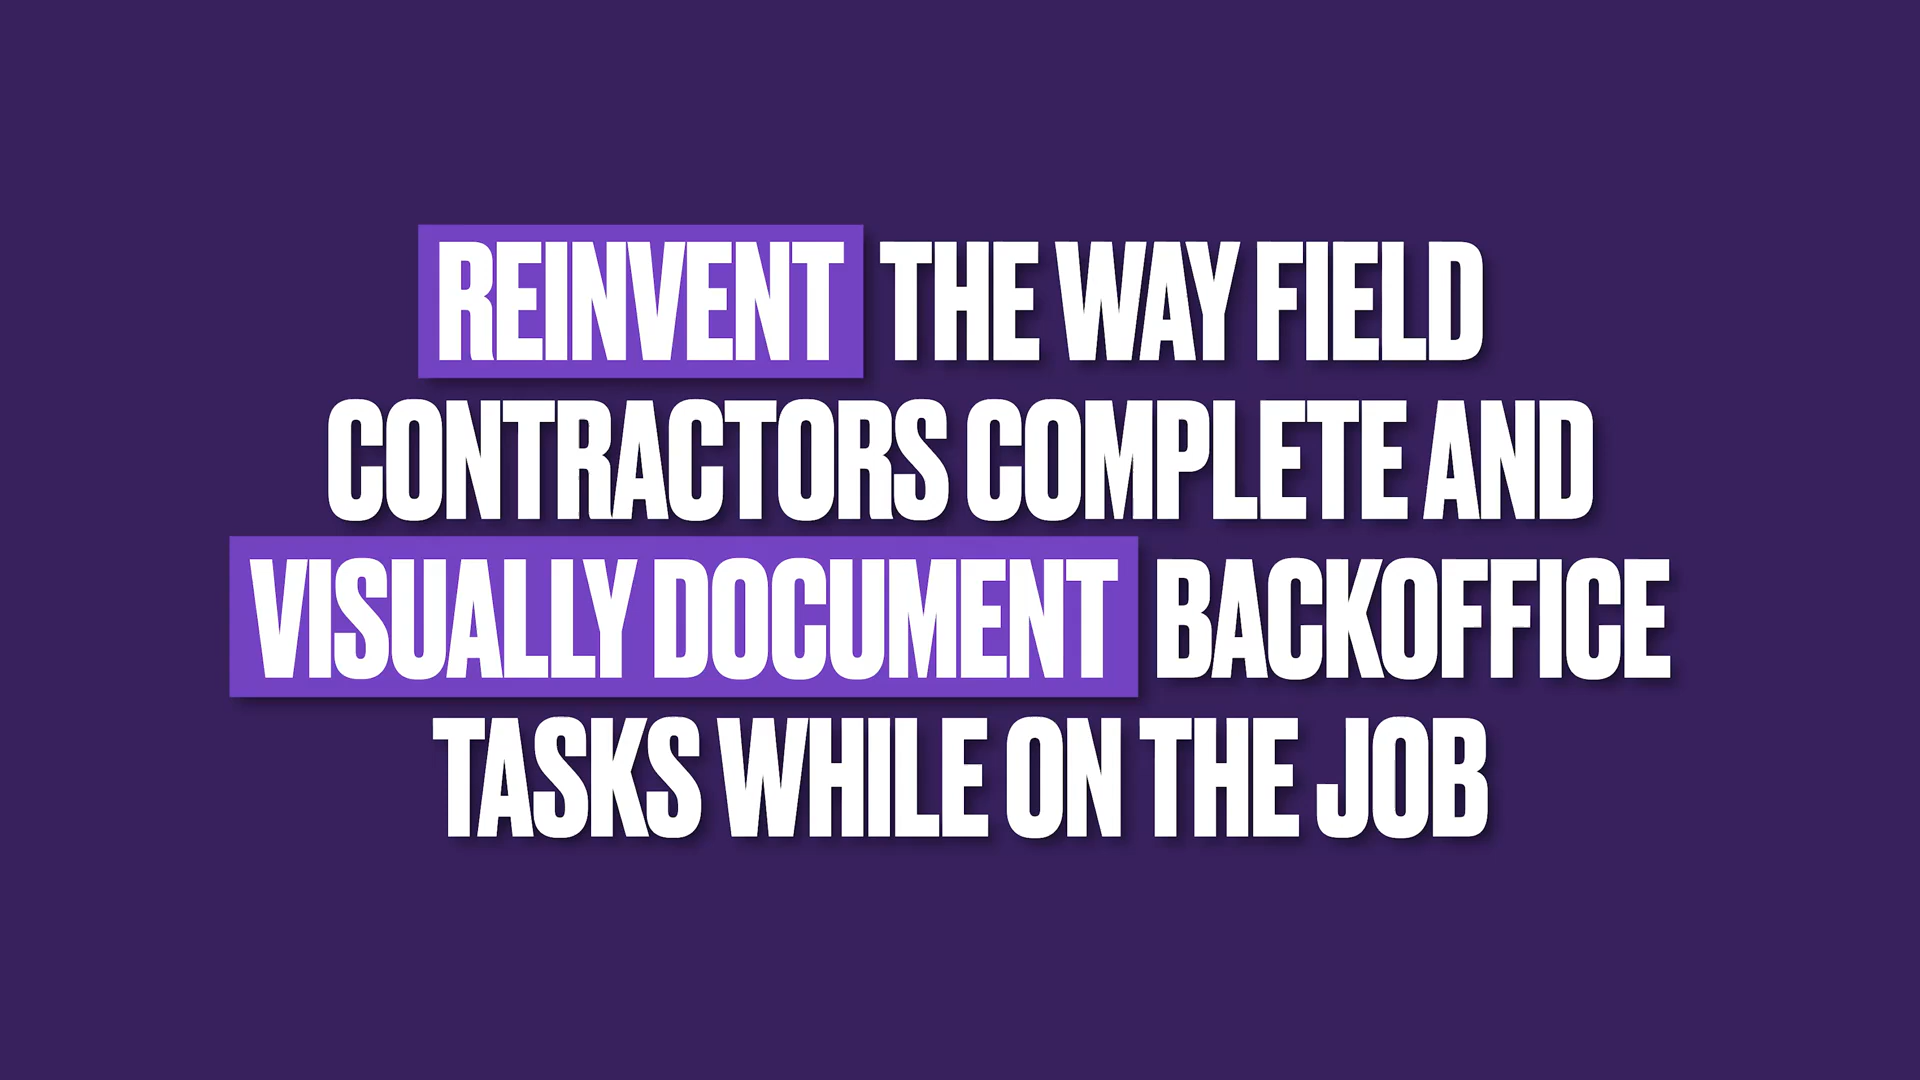 REINVENT THE WAY FIELD
CONTRACTORS COMPLETE AND
VISUALLY DOCUMENT BACKOFFICE
TASKS WHILE ON THE JOB